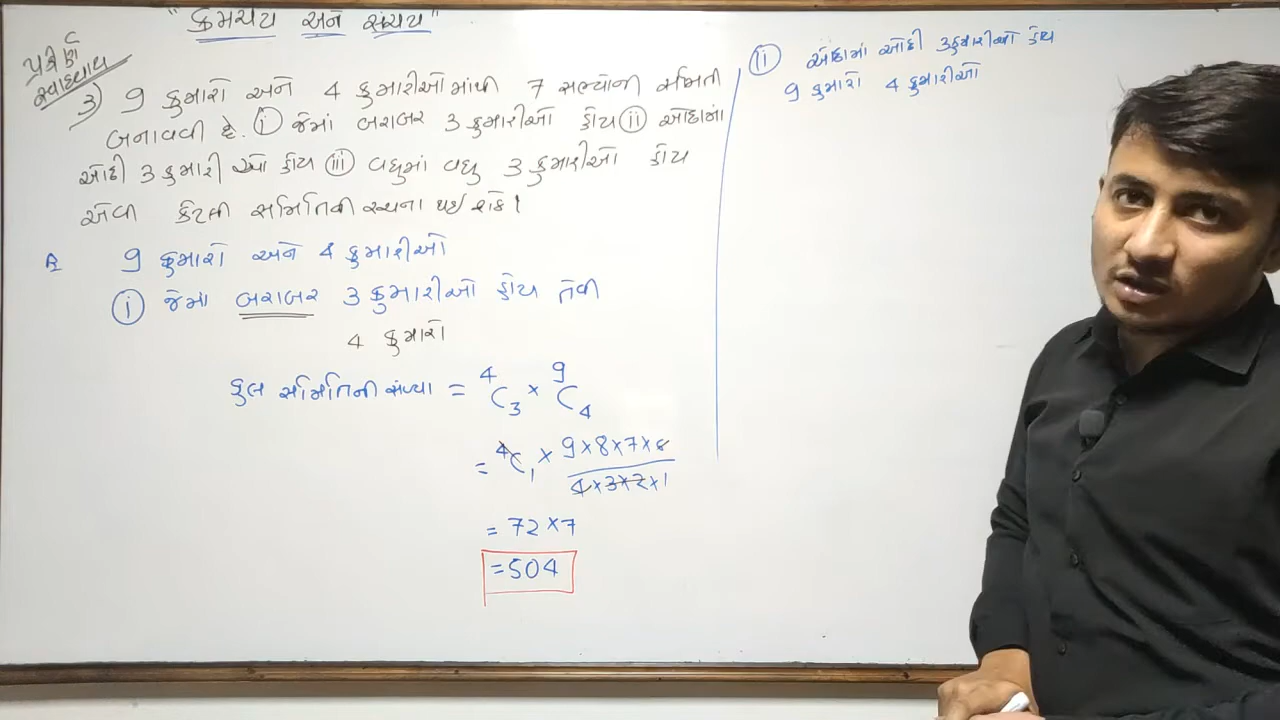 "ક્રમચય અને સંચય"
પ્રકીર્ણ
સ્વાધ્યાય
3) 9 કુમારો અને 4 કુમારીઓમાંથી 7 સભ્યોની સમિતી
બનાવવી છે. (i) જેમાં બરાબર 3 કુમારીઓ હોય (ii) ઓછામાં
ઓછી 3 કુમારીઓ હોય (iii) વધુમાં વધુ 3 કુમારીઓ હોય
એવી કેટલી સમિતિની રચના થઈ શકે?
9 કુમારો અને 4 કુમારીઓ
(i) જેમાં બરાબર 3 કુમારીઓ હોય તેવી
4 કુમારો
કુલ સમિતિની સંખ્યા = ⁴C₃ × ⁹C₄
= ⁴C₁ × 9×8×7×6
4×3×2×1
= 72×7
= 504
(ii) ઓછામાં ઓછી 3 કુમારીઓ હોય
9 કુમારો 4 કુમારીઓ